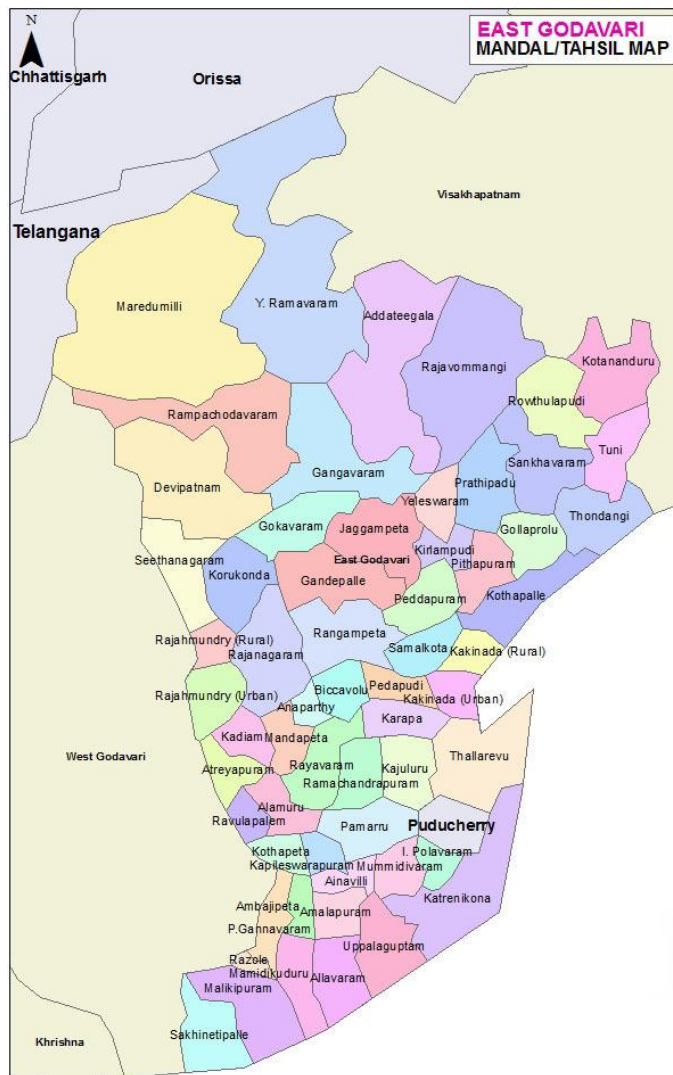 EAST GODAVARI
MANDAL/TAHSIL MAP
N
Chhattisgarh
Orissa
Visakhapatnam
Telangana
Maredumilli
Y. Ramavaram
Addateegala
Kotananduru
Rajavommangi
Rowthulapudi
Rampachodavaram
Tuni
Sankhavaram
Gangavaram
Prathipadu
Devipatnam
Yeleswaram
Thondangi
Gokavaram
Jaggampeta
Gollaprolu
Kirlampudi
East Godavari
Seethanagaram
Pithapuram
Korukonda
Gandepalle
Peddapuram
Kothapalle
Rangampeta
Rajahmundry (Rural)
Samalkota
Kakinada (Rural)
Rajanagaram
Biccavolu
Pedapudi
Rajahmundry (Urban)
Kakinada (Urban)
Anaparthy
Karapa
Kadiam
Mandapeta
Thallarevu
West Godavari
Rayavaram
Kajuluru
Atreyapuram
Ramachandrapuram
Alamuru
Ravulapalem
Pamarru
Puducherry
Kothapeta
I. Polavaram
Kapileswarapuram
Mummidivaram
Ainavilli
Katrenikona
Ambajipeta
Amalapuram
P.Gannavaram
Uppalaguptam
Razole
Mamidikuduru
Allavaram
Malikipuram
Sakhinetipalle
Khrishna